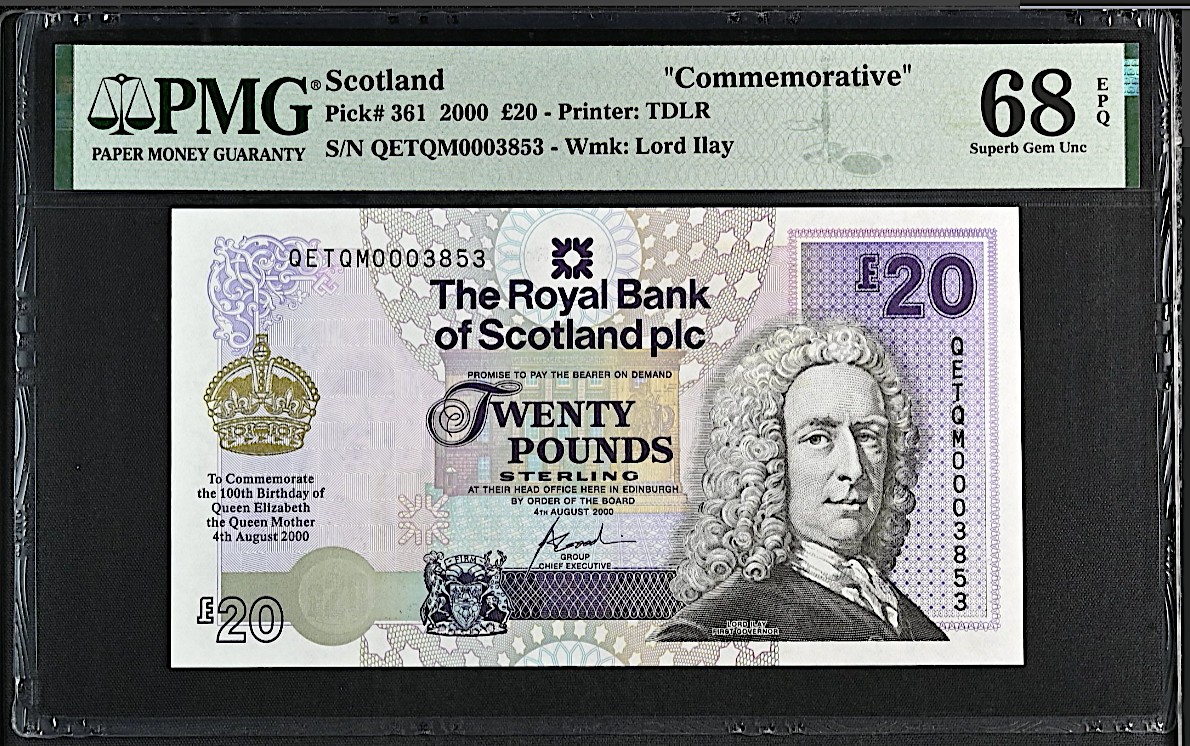 PMG®
PAPER MONEY GUARANTY
Scotland "Commemorative"
Pick# 361 2000 £20 - Printer: TDLR
S/N QETQM0003853 - Wmk: Lord Ilay
68
EPQ
Superb Gem Unc
QETQM0003853
The Royal Bank
of Scotland plc
£20
PROMISE TO PAY THE BEARER ON DEMAND
TWENTY
POUNDS
STERLING
AT THEIR HEAD OFFICE HERE IN EDINBURGH
BY ORDER OF THE BOARD
4TH AUGUST 2000
GROUP
CHIEF EXECUTIVE
To Commemorate
the 100th Birthday of
Queen Elizabeth
the Queen Mother
4th August 2000
FIRM
£20
LORD ILAY
FIRST GOVERNOR
QETQM0003853